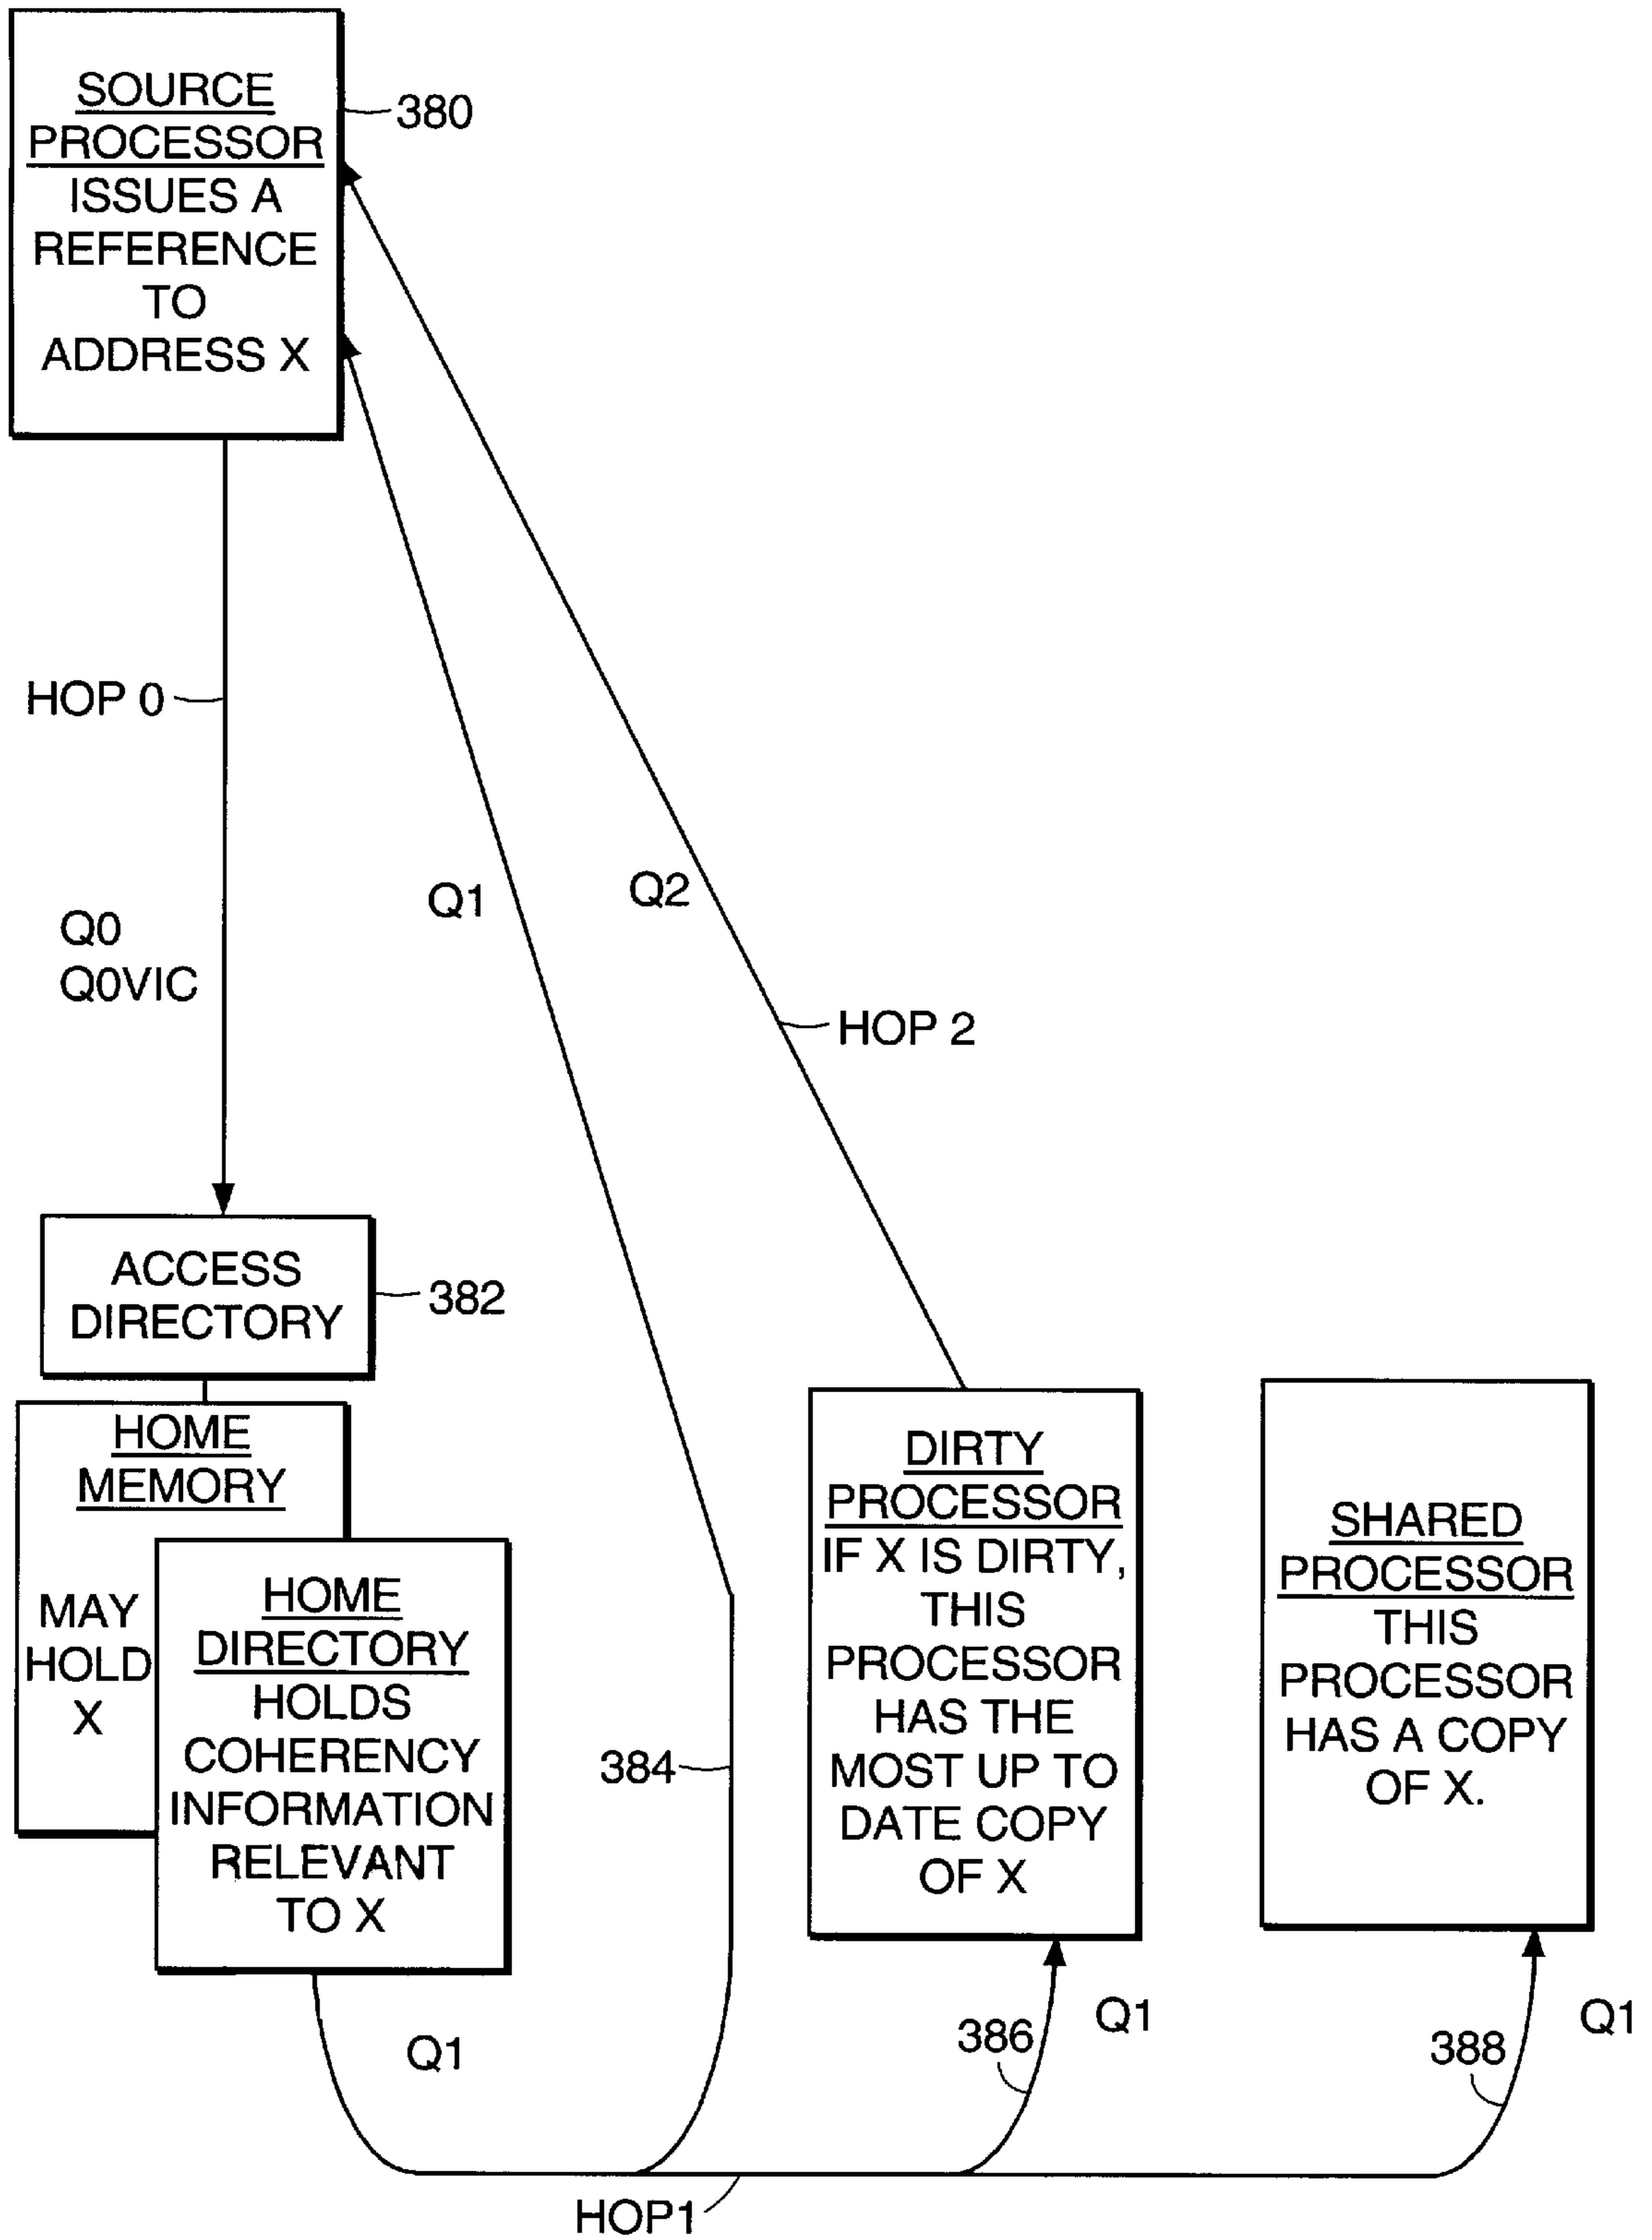 SOURCE
PROCESSOR
ISSUES A
REFERENCE
TO
ADDRESS X
380
HOP 0
Q0
Q0VIC
Q1
Q2
HOP 2
ACCESS
DIRECTORY
382
HOME
MEMORY
MAY
HOLD
X
HOME
DIRECTORY
HOLDS
COHERENCY
INFORMATION
RELEVANT
TO X
384
DIRTY
PROCESSOR
IF X IS DIRTY,
THIS
PROCESSOR
HAS THE
MOST UP TO
DATE COPY
OF X
SHARED
PROCESSOR
THIS
PROCESSOR
HAS A COPY
OF X.
Q1
386
Q1
388
Q1
HOP1